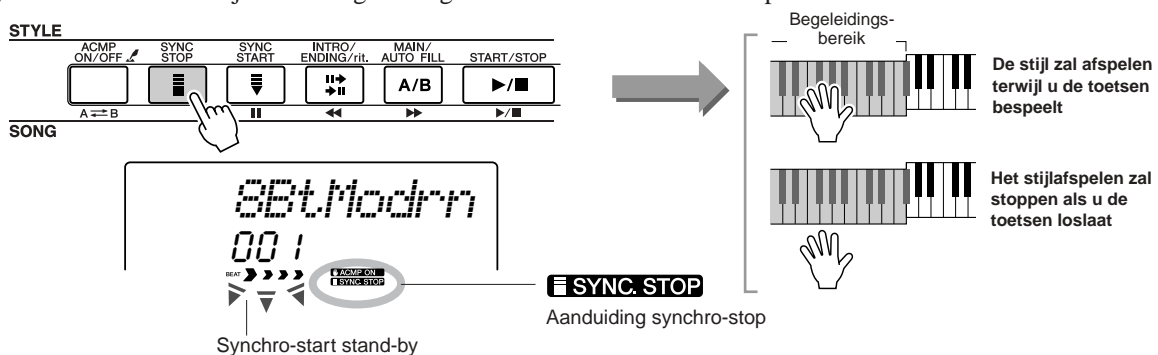 STYLE
ACMP ON/OFF
SYNC STOP
SYNC START
INTRO/ ENDING/rit.
MAIN/ AUTO FILL
START/STOP
A/B
A ⇄ B
SONG
8Bt.Modrn
001
BEAT
ACMP ON
SYNC. STOP
SYNC. STOP
Aanduiding synchro-stop
Synchro-start stand-by
Begeleidings-
bereik
De stijl zal afspelen
terwijl u de toetsen
bespeelt
Het stijlafspelen zal
stoppen als u de
toetsen loslaat